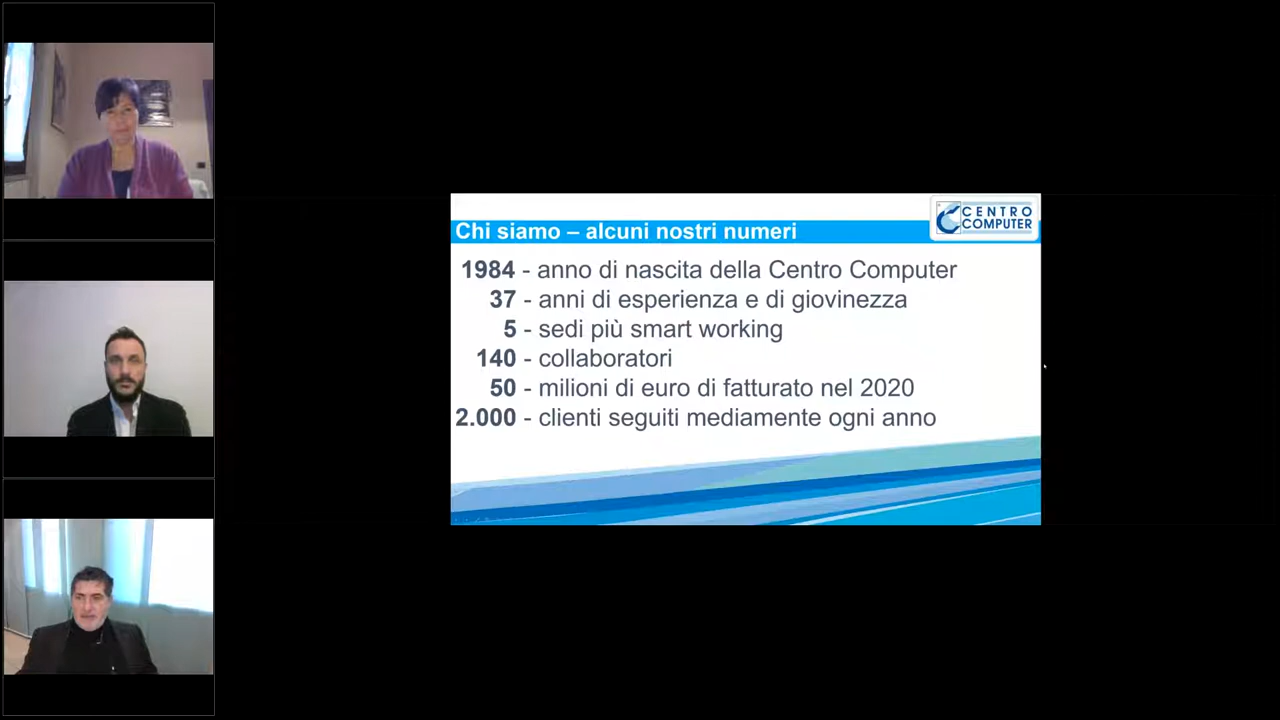 CENTRO
COMPUTER
Chi siamo – alcuni nostri numeri
1984 - anno di nascita della Centro Computer
37 - anni di esperienza e di giovinezza
5 - sedi più smart working
140 - collaboratori
50 - milioni di euro di fatturato nel 2020
2.000 - clienti seguiti mediamente ogni anno